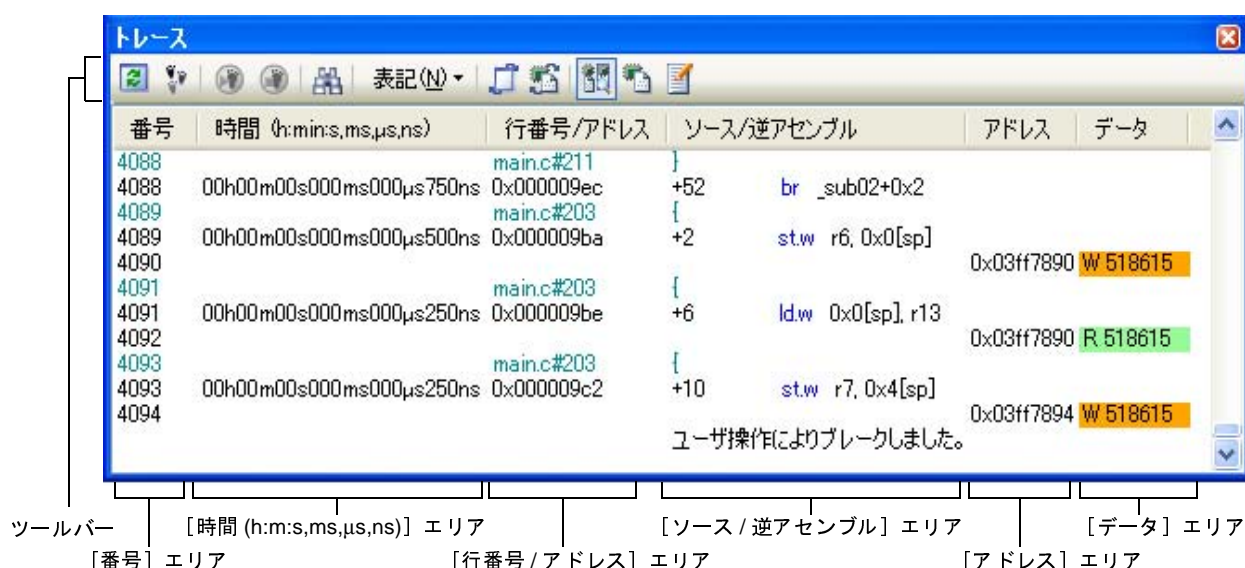 トレース
表記(N)
番号 時間 (h:min:s,ms,μs,ns) 行番号/アドレス ソース/逆アセンブル アドレス データ
4088 main.c#211 }
4088 00h00m00s000ms000μs750ns 0x000009ec +52 br _sub02+0x2
4089 main.c#203 {
4089 00h00m00s000ms000μs500ns 0x000009ba +2 st.w r6, 0x0[sp]
4090 0x03ff7890 W 518615
4091 main.c#203 {
4091 00h00m00s000ms000μs250ns 0x000009be +6 ld.w 0x0[sp], r13
4092 0x03ff7890 R 518615
4093 main.c#203 {
4093 00h00m00s000ms000μs250ns 0x000009c2 +10 st.w r7, 0x4[sp]
4094 0x03ff7894 W 518615
ユーザ操作によりブレークしました。
ツールバー [時間 (h:m:s,ms,μs,ns)] エリア [ソース / 逆アセンブル] エリア [データ] エリア
[番号] エリア [行番号 / アドレス] エリア [アドレス] エリア